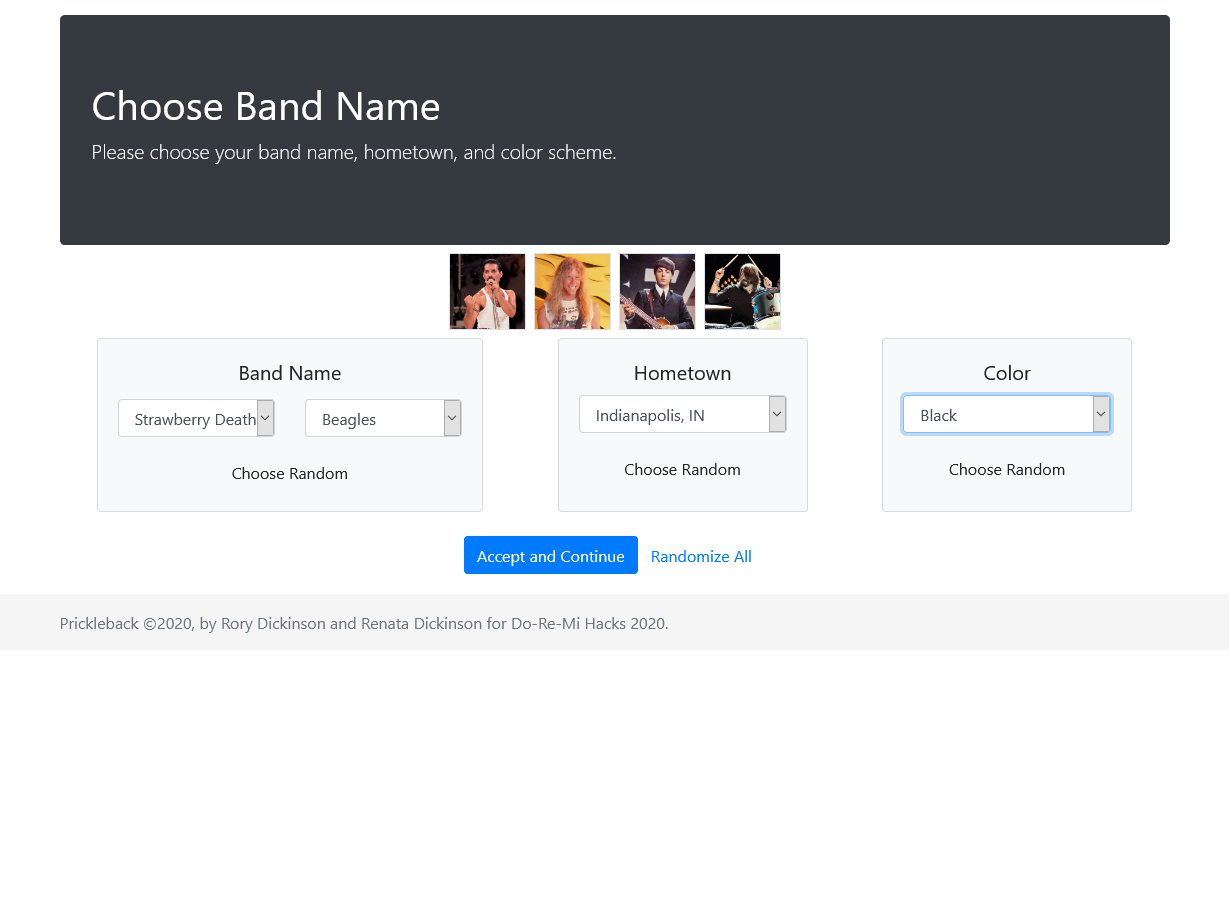 Choose Band Name
Please choose your band name, hometown, and color scheme.
Band Name
Strawberry Death
Beagles
Choose Random
Hometown
Indianapolis, IN
Choose Random
Color
Black
Choose Random
Accept and Continue
Randomize All
Prickleback ©2020, by Rory Dickinson and Renata Dickinson for Do-Re-Mi Hacks 2020.